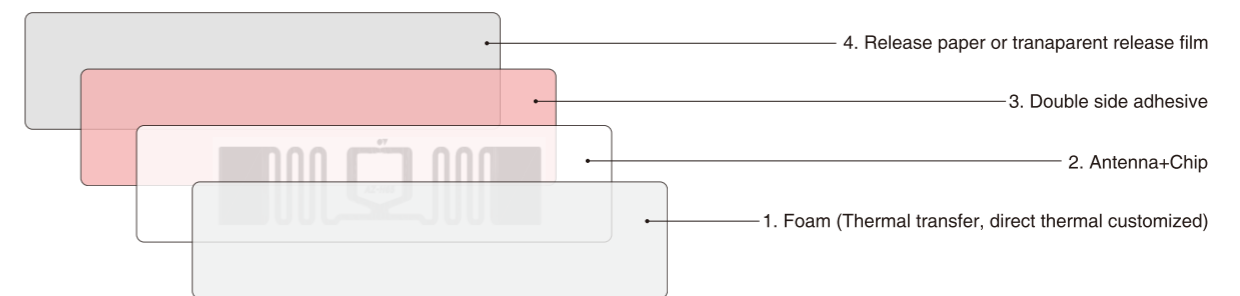 4. Release paper or tranaparent release film
3. Double side adhesive
2. Antenna+Chip
1. Foam (Thermal transfer, direct thermal customized)